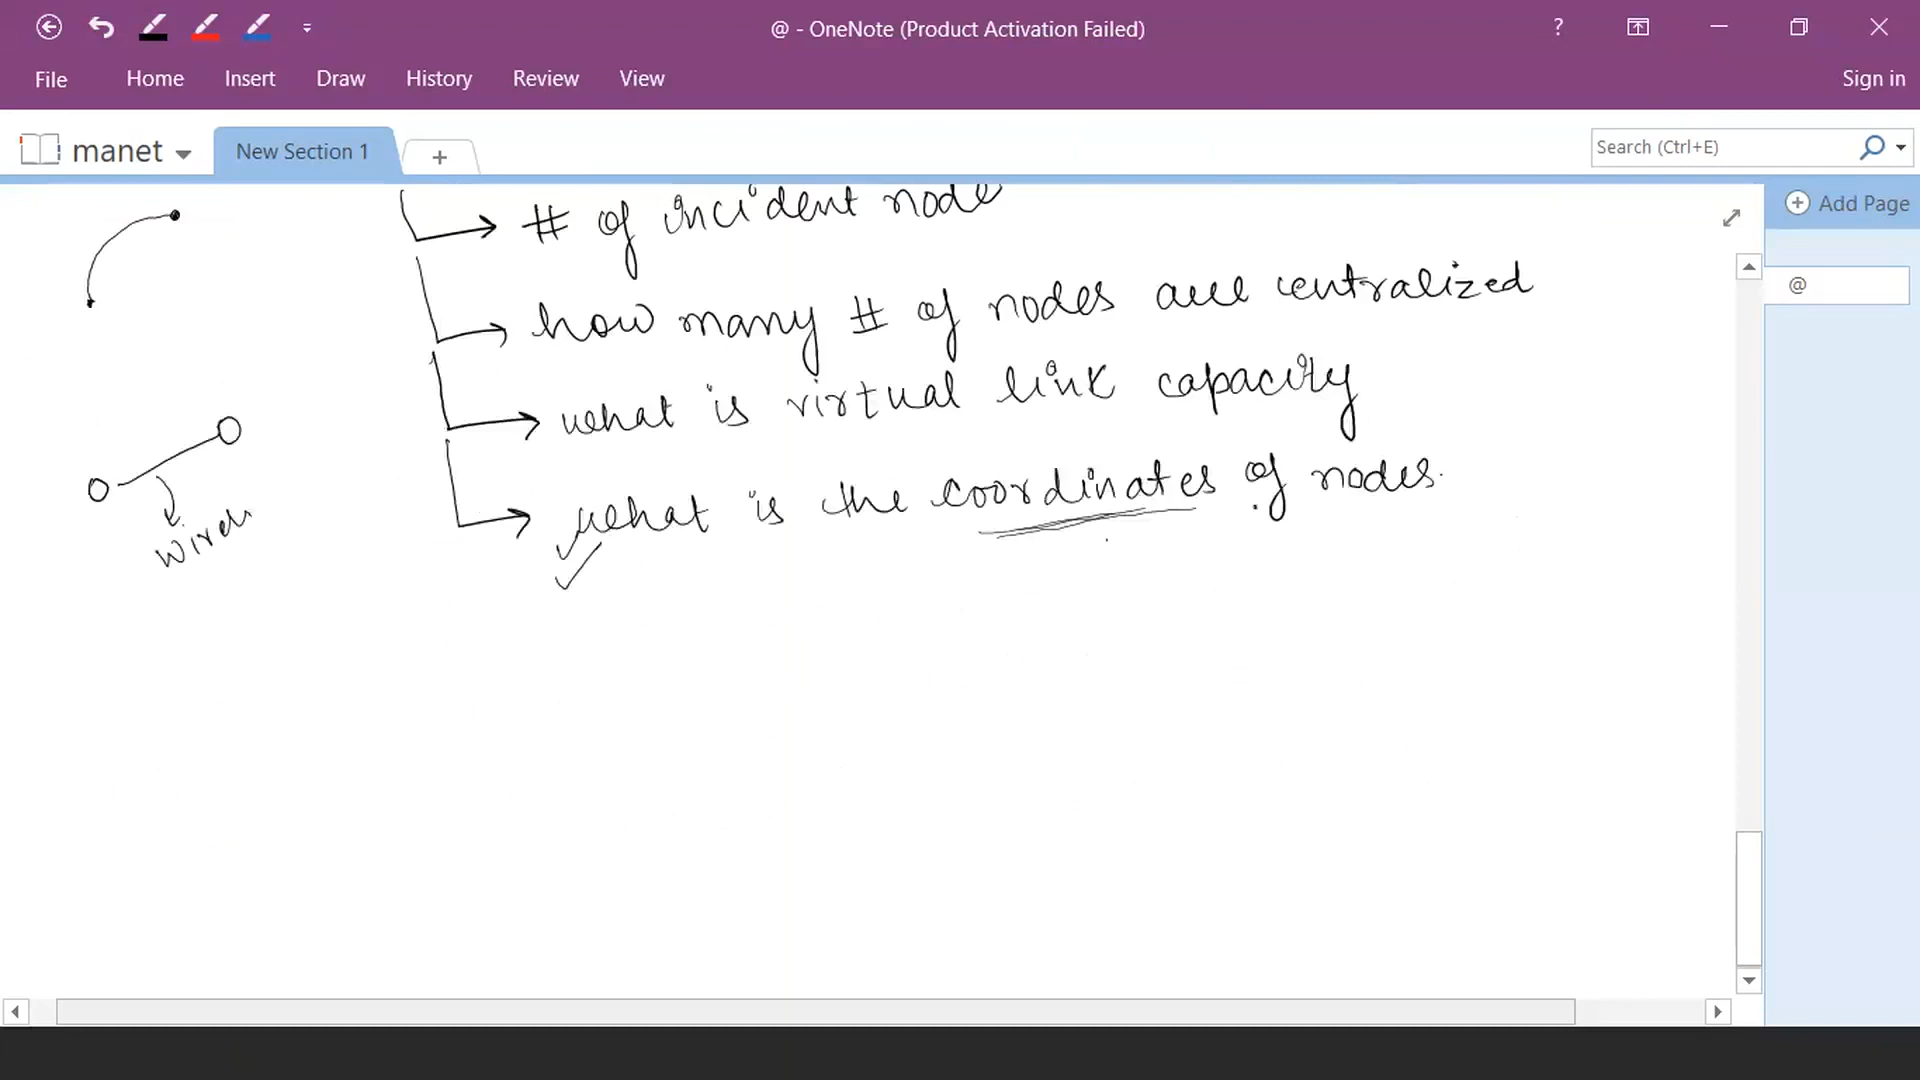 @ - OneNote (Product Activation Failed)
?
File Home Insert Draw History Review View
Sign in
manet
New Section 1
+
Search (Ctrl+E)
Add Page
@
# of incident node
how many # of nodes are centralized
what is virtual link capacity
what is the coordinates of nodes.